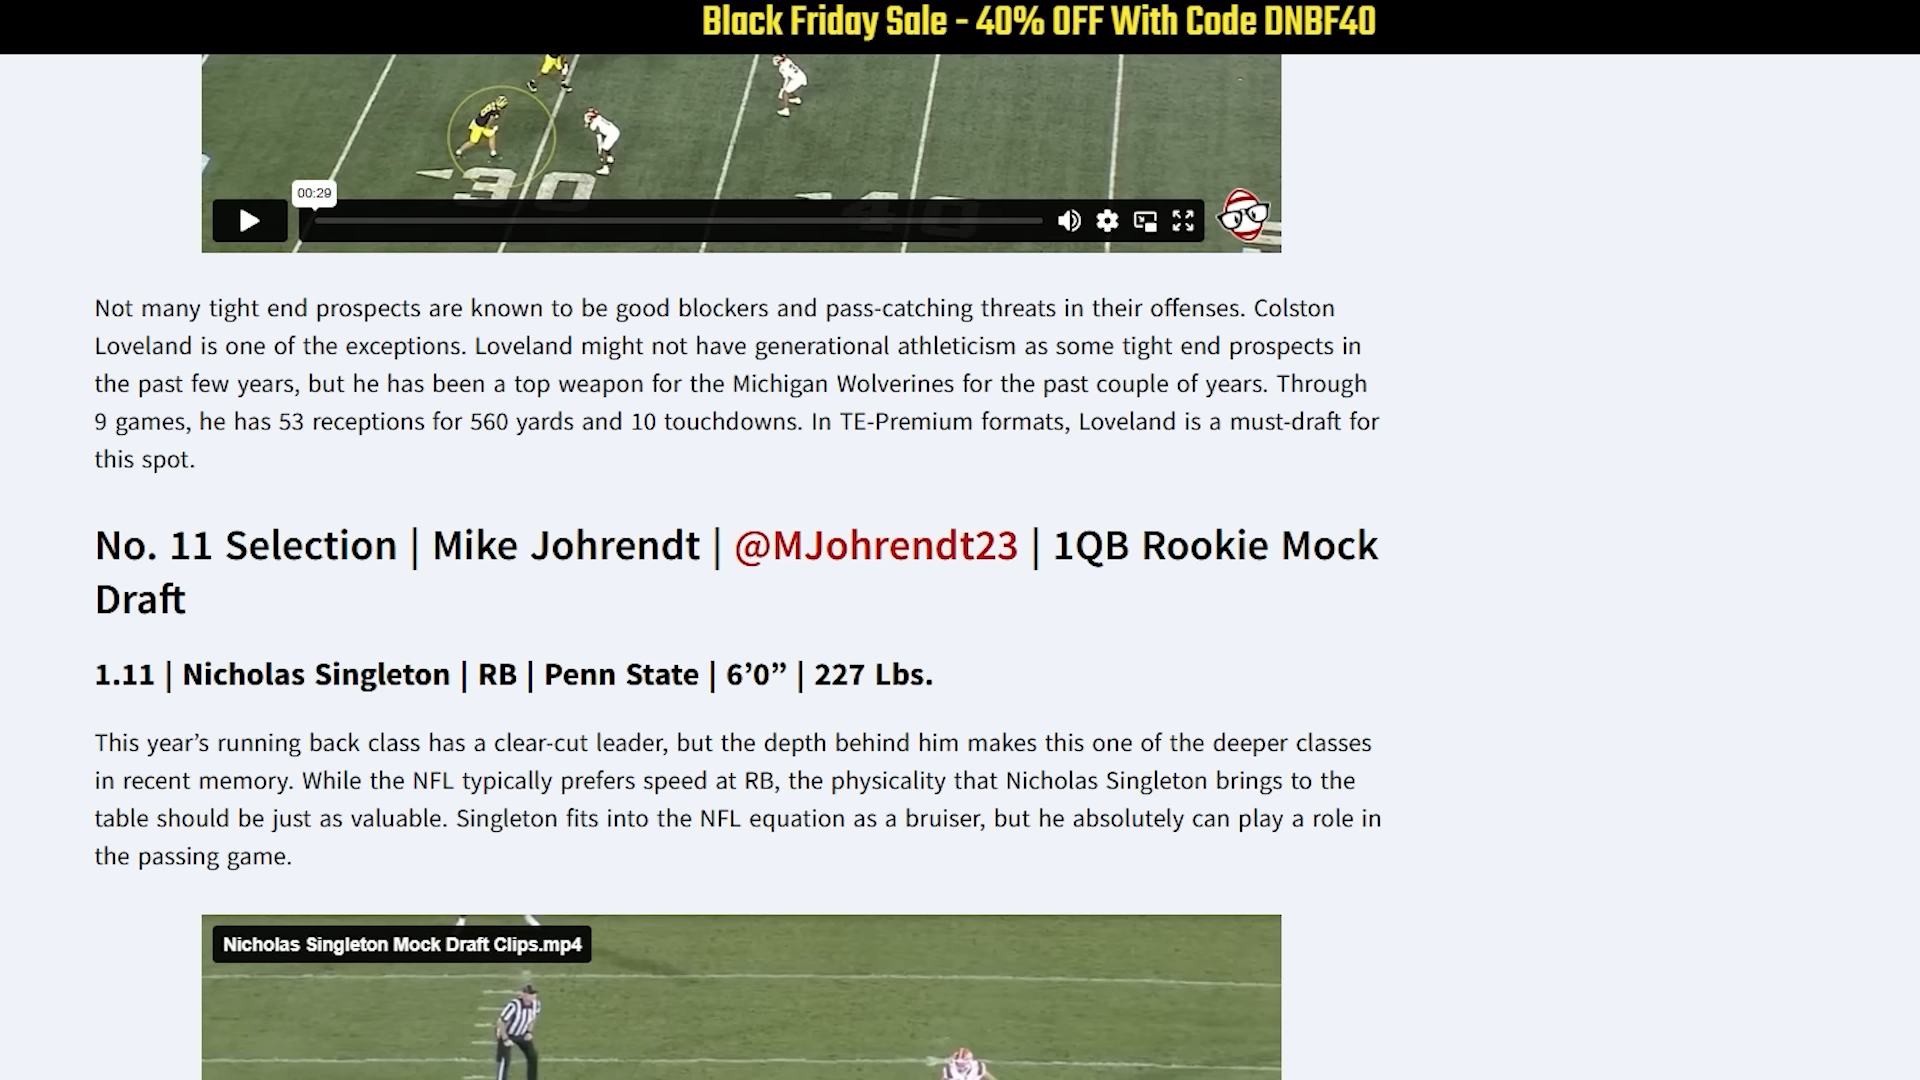 Black Friday Sale - 40% OFF With Code DNBF40
30
40
00:29
Not many tight end prospects are known to be good blockers and pass-catching threats in their offenses. Colston
Loveland is one of the exceptions. Loveland might not have generational athleticism as some tight end prospects in
the past few years, but he has been a top weapon for the Michigan Wolverines for the past couple of years. Through
9 games, he has 53 receptions for 560 yards and 10 touchdowns. In TE-Premium formats, Loveland is a must-draft for
this spot.
No. 11 Selection | Mike Johrendt | @MJohrendt23 | 1QB Rookie Mock
Draft
1.11 | Nicholas Singleton | RB | Penn State | 6’0” | 227 Lbs.
This year’s running back class has a clear-cut leader, but the depth behind him makes this one of the deeper classes
in recent memory. While the NFL typically prefers speed at RB, the physicality that Nicholas Singleton brings to the
table should be just as valuable. Singleton fits into the NFL equation as a bruiser, but he absolutely can play a role in
the passing game.
Nicholas Singleton Mock Draft Clips.mp4